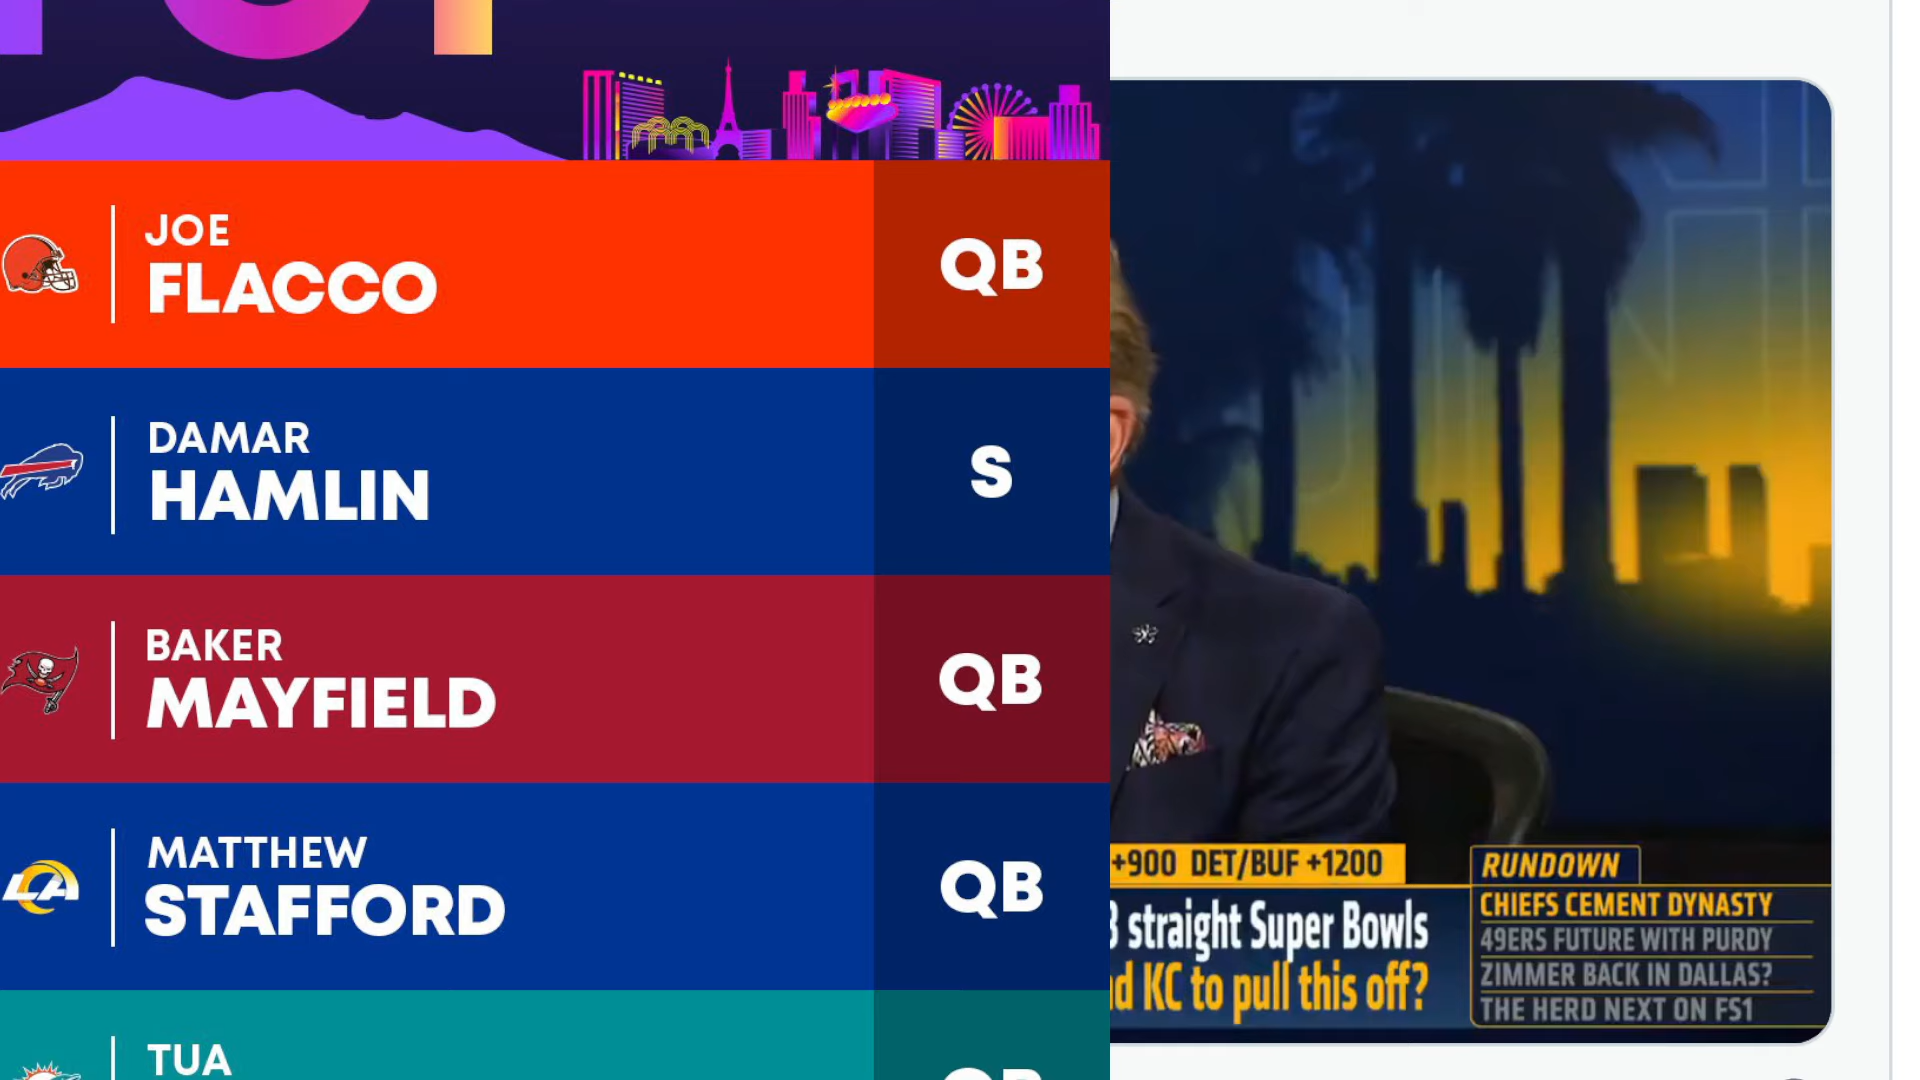 JOE
FLACCO
QB
DAMAR
HAMLIN
S
BAKER
MAYFIELD
QB
MATTHEW
STAFFORD
QB
TUA
QB
+900 DET/BUF +1200
3 straight Super Bowls
d KC to pull this off?
RUNDOWN
CHIEFS CEMENT DYNASTY
49ERS FUTURE WITH PURDY
ZIMMER BACK IN DALLAS?
THE HERD NEXT ON FS1